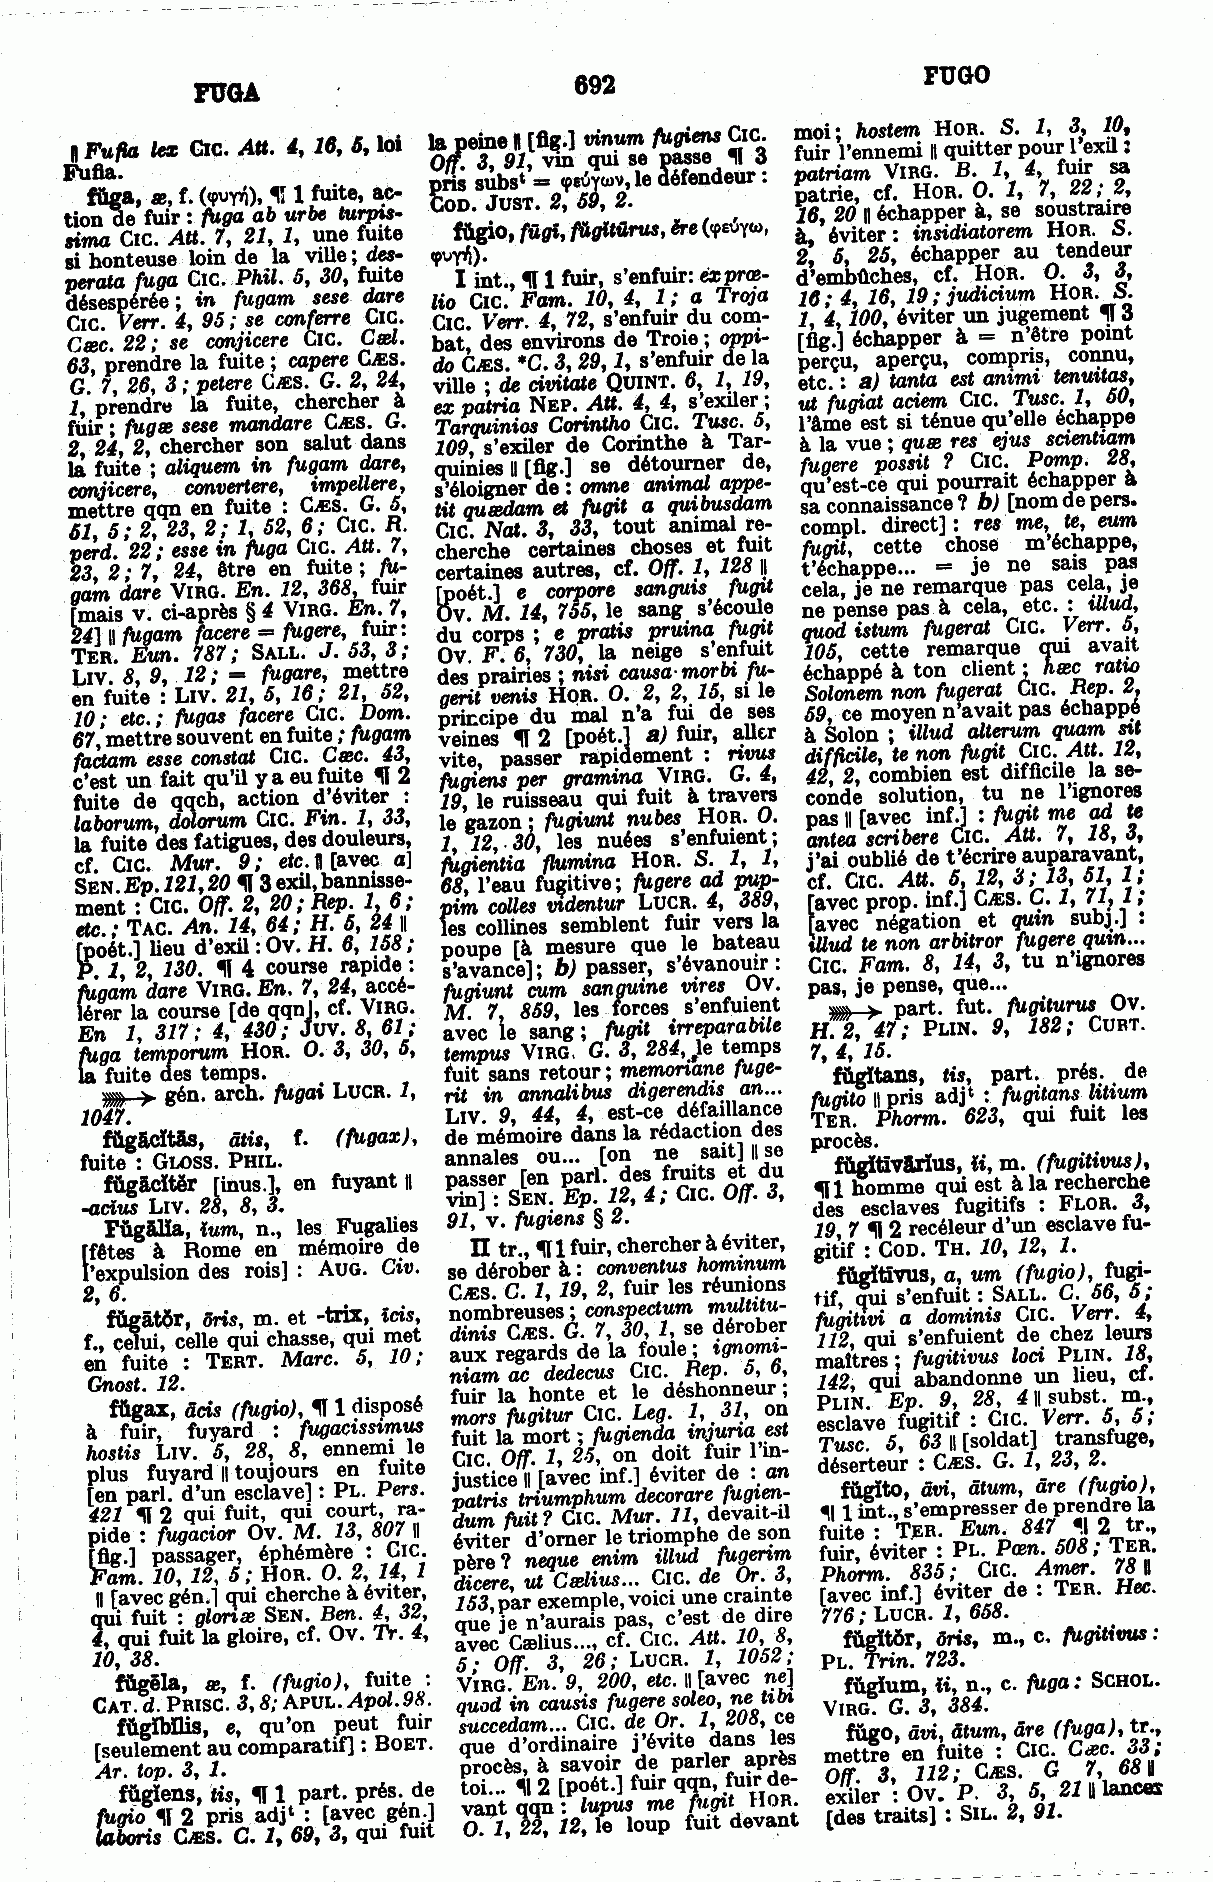 FUGA
692
FUGO
‖ Fufia lex CIC. Att. 4, 16, 5, loi
Fufia.
fŭga, æ, f. (φυγή), ¶ 1 fuite, ac-
tion de fuir : fuga ab urbe turpis-
sima CIC. Att. 7, 21, 1, une fuite
si honteuse loin de la ville ; des-
perata fuga CIC. Phil. 5, 30, fuite
désespérée ; in fugam sese dare
CIC. Verr. 4, 95 ; se conferre CIC.
Cæc. 22 ; se conjicere CIC. Cæl.
63, prendre la fuite ; capere CÆS.
G. 7, 26, 3 ; petere CÆS. G. 2, 24,
1, prendre la fuite, chercher à
fuir ; fugæ sese mandare CÆS. G.
2, 24, 2, chercher son salut dans
la fuite ; aliquem in fugam dare,
conjicere, convertere, impellere,
mettre qqn en fuite : CÆS. G. 5,
51, 5 ; 2, 23, 2 ; 1, 52, 6 ; CIC. R.
perd. 22 ; esse in fuga CIC. Att. 7,
23, 2 ; 7, 24, être en fuite ; fu-
gam dare VIRG. En. 12, 368, fuir
[mais v. ci-après § 4 VIRG. En. 7,
24] ‖ fugam facere = fugere, fuir :
TER. Eun. 787 ; SALL. J. 53, 3 ;
LIV. 8, 9, 12 ; = fugare, mettre
en fuite : LIV. 21, 5, 16 ; 21, 52,
10 ; etc. ; fugas facere CIC. Dom.
67, mettre souvent en fuite ; fugam
factam esse constat CIC. Cæc. 43,
c'est un fait qu'il y a eu fuite ¶ 2
fuite de qqch, action d'éviter :
laborum, dolorum CIC. Fin. 1, 33,
la fuite des fatigues, des douleurs,
cf. CIC. Mur. 9 ; etc. ‖ [avec a]
SEN. Ep. 121, 20 ¶ 3 exil, bannisse-
ment : CIC. Off. 2, 20 ; Rep. 1, 6 ;
etc. ; TAC. An. 14, 64 ; H. 5, 24 ‖
[poét.] lieu d'exil : OV. H. 6, 158 ;
P. 1, 2, 130. ¶ 4 course rapide :
fugam dare VIRG. En. 7, 24, accé-
lérer la course [de qqn], cf. VIRG.
En 1, 317 ; 4, 430 ; JUV. 8, 61 ;
fuga temporum HOR. O. 3, 30, 5,
la fuite des temps.
⟶ gén. arch. fugai LUCR. 1,
1047.
fŭgācĭtās, ātis, f. (fugax),
fuite : GLOSS. PHIL.
fŭgācĭtĕr [inus.], en fuyant ‖
-acius LIV. 28, 8, 3.
Fŭgālĭa, ĭum, n., les Fugalies
[fêtes à Rome en mémoire de
l'expulsion des rois] : AUG. Civ.
2, 6.
fŭgātŏr, ōris, m. et -trix, īcis,
f., celui, celle qui chasse, qui met
en fuite : TERT. Marc. 5, 10 ;
Gnost. 12.
fŭgax, ācis (fugio), ¶ 1 disposé
à fuir, fuyard : fugacissimus
hostis LIV. 5, 28, 8, ennemi le
plus fuyard ‖ toujours en fuite
[en parl. d'un esclave] : PL. Pers.
421 ¶ 2 qui fuit, qui court, ra-
pide : fugacior OV. M. 13, 807 ‖
[fig.] passager, éphémère : CIC.
Fam. 10, 12, 5 ; HOR. O. 2, 14, 1
‖ [avec gén.] qui cherche à éviter,
qui fuit : gloriæ SEN. Ben. 4, 32,
4, qui fuit la gloire, cf. OV. Tr. 4,
10, 38.
fŭgēla, æ, f. (fugio), fuite :
CAT. d. PRISC. 3, 8 ; APUL. Apol. 98.
fŭgĭbĭlis, e, qu'on peut fuir
[seulement au comparatif] : BOET.
Ar. top. 3, 1.
fŭgĭens, tis, ¶ 1 part. prés. de
fugio ¶ 2 pris adjᵗ : [avec gén.]
laboris CÆS. C. 1, 69, 3, qui fuit
la peine ‖ [fig.] vinum fugiens CIC.
Off. 3, 91, vin qui se passe ¶ 3
pris substᵗ = φεύγων, le défendeur :
COD. JUST. 2, 59, 2.
fŭgĭo, fūgi, fŭgĭtūrus, ĕre (φεύγω,
φυγή).
I int., ¶ 1 fuir, s'enfuir : ex præ-
lio CIC. Fam. 10, 4, 1 ; a Troja
CIC. Verr. 4, 72, s'enfuir du com-
bat, des environs de Troie ; oppi-
do CÆS. *C. 3, 29, 1, s'enfuir de la
ville ; de civitate QUINT. 6, 1, 19,
ex patria NEP. Att. 4, 4, s'exiler ;
Tarquinios Corintho CIC. Tusc. 5,
109, s'exiler de Corinthe à Tar-
quinies ‖ [fig.] se détourner de,
s'éloigner de : omne animal appe-
tit quædam et fugit a quibusdam
CIC. Nat. 3, 33, tout animal re-
cherche certaines choses et fuit
certaines autres, cf. Off. 1, 128 ‖
[poét.] e corpore sanguis fugit
OV. M. 14, 755, le sang s'écoule
du corps ; e pratis pruina fugit
OV. F. 6, 730, la neige s'enfuit
des prairies ; nisi causa morbi fu-
gerit venis HOR. O. 2, 2, 15, si le
principe du mal n'a fui de ses
veines ¶ 2 [poét.] a) fuir, aller
vite, passer rapidement : rivus
fugiens per gramina VIRG. G. 4,
19, le ruisseau qui fuit à travers
le gazon ; fugiunt nubes HOR. O.
1, 12, 30, les nuées s'enfuient ;
fugientia flumina HOR. S. 1, 1,
68, l'eau fugitive ; fugere ad pup-
pim colles videntur LUCR. 4, 389,
les collines semblent fuir vers la
poupe [à mesure que le bateau
s'avance] ; b) passer, s'évanouir :
fugiunt cum sanguine vires OV.
M. 7, 859, les forces s'enfuient
avec le sang ; fugit irreparabile
tempus VIRG. G. 3, 284, le temps
fuit sans retour ; memoriane fuge-
rit in annalibus digerendis an...
LIV. 9, 44, 4, est-ce défaillance
de mémoire dans la rédaction des
annales ou... [on ne sait] ‖ se
passer [en parl. des fruits et du
vin] : SEN. Ep. 12, 4 ; CIC. Off. 3,
91, v. fugiens § 2.
II tr., ¶ 1 fuir, chercher à éviter,
se dérober à : conventus hominum
CÆS. C. 1, 19, 2, fuir les réunions
nombreuses ; conspectum multitu-
dinis CÆS. G. 7, 30, 1, se dérober
aux regards de la foule ; ignomi-
niam ac dedecus CIC. Rep. 5, 6,
fuir la honte et le déshonneur ;
mors fugitur CIC. Leg. 1, 31, on
fuit la mort ; fugienda injuria est
CIC. Off. 1, 25, on doit fuir l'in-
justice ‖ [avec inf.] éviter de : an
patris triumphum decorare fugien-
dum fuit ? CIC. Mur. 11, devait-il
éviter d'orner le triomphe de son
père ? neque enim illud fugerim
dicere, ut Cælius... CIC. de Or. 3,
153, par exemple, voici une crainte
que je n'aurais pas, c'est de dire
avec Cælius..., cf. CIC. Att. 10, 8,
5 ; Off. 3, 26 ; LUCR. 1, 1052 ;
VIRG. En. 9, 200, etc. ‖ [avec ne]
quod in causis fugere soleo, ne tibi
succedam... CIC. de Or. 1, 208, ce
que d'ordinaire j'évite dans les
procès, à savoir de parler après
toi... ¶ 2 [poét.] fuir qqn, fuir de-
vant qqn : lupus me fugit HOR.
O. 1, 22, 12, le loup fuit devant
moi ; hostem HOR. S. 1, 3, 10,
fuir l'ennemi ‖ quitter pour l'exil :
patriam VIRG. B. 1, 4, fuir sa
patrie, cf. HOR. O. 1, 7, 22 ; 2,
16, 20 ‖ échapper à, se soustraire
à, éviter : insidiatorem HOR. S.
2, 5, 25, échapper au tendeur
d'embûches, cf. HOR. O. 3, 3,
16 ; 4, 16, 19 ; judicium HOR. S.
1, 4, 100, éviter un jugement ¶ 3
[fig.] échapper à = n'être point
perçu, aperçu, compris, connu,
etc. : a) tanta est animi tenuitas,
ut fugiat aciem CIC. Tusc. 1, 50,
l'âme est si ténue qu'elle échappe
à la vue ; quæ res ejus scientiam
fugere possit ? CIC. Pomp. 28,
qu'est-ce qui pourrait échapper à
sa connaissance ? b) [nom de pers.
compl. direct] : res me, te, eum
fugit, cette chose m'échappe,
t'échappe... = je ne sais pas
cela, je ne remarque pas cela, je
ne pense pas à cela, etc. : illud,
quod istum fugerat CIC. Verr. 5,
105, cette remarque qui avait
échappé à ton client ; hæc ratio
Solonem non fugerat CIC. Rep. 2,
59, ce moyen n'avait pas échappé
à Solon ; illud alterum quam sit
difficile, te non fugit CIC. Att. 12,
42, 2, combien est difficile la se-
conde solution, tu ne l'ignores
pas ‖ [avec inf.] : fugit me ad te
antea scribere CIC. Att. 7, 18, 3,
j'ai oublié de t'écrire auparavant,
cf. CIC. Att. 5, 12, 3 ; 13, 51, 1 ;
[avec prop. inf.] CÆS. C. 1, 71, 1 ;
[avec négation et quin subj.] :
illud te non arbitror fugere quin...
CIC. Fam. 8, 14, 3, tu n'ignores
pas, je pense, que...
⟶ part. fut. fugiturus OV.
H. 2, 47 ; PLIN. 9, 182 ; CURT.
7, 4, 15.
fŭgĭtans, tis, part. prés. de
fugito ‖ pris adjᵗ : fugitans litium
TER. Phorm. 623, qui fuit les
procès.
fŭgĭtīvārĭus, ĭi, m. (fugitivus),
¶ 1 homme qui est à la recherche
des esclaves fugitifs : FLOR. 3,
19, 7 ¶ 2 recéleur d'un esclave fu-
gitif : COD. TH. 10, 12, 1.
fŭgĭtīvus, a, um (fugio), fugi-
tif, qui s'enfuit : SALL. C. 56, 5 ;
fugitivi a dominis CIC. Verr. 4,
112, qui s'enfuient de chez leurs
maîtres ; fugitivus loci PLIN. 18,
142, qui abandonne un lieu, cf.
PLIN. Ep. 9, 28, 4 ‖ subst. m.,
esclave fugitif : CIC. Verr. 5, 5 ;
Tusc. 5, 63 ‖ [soldat] transfuge,
déserteur : CÆS. G. 1, 23, 2.
fŭgĭto, āvi, ātum, āre (fugio),
¶ 1 int., s'empresser de prendre la
fuite : TER. Eun. 847 ¶ 2 tr.,
fuir, éviter : PL. Pœn. 508 ; TER.
Phorm. 835 ; CIC. Amer. 78 ‖
[avec inf.] éviter de : TER. Hec.
776 ; LUCR. 1, 658.
fŭgĭtŏr, ōris, m., c. fugitivus :
PL. Trin. 723.
fŭgĭum, ĭi, n., c. fuga : SCHOL.
VIRG. G. 3, 384.
fŭgo, āvi, ātum, āre (fuga), tr.,
mettre en fuite : CIC. Cæc. 33 ;
Off. 3, 112 ; CÆS. G 7, 68 ‖
exiler : OV. P. 3, 5, 21 ‖ lancer
[des traits] : SIL. 2, 91.